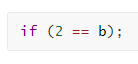 if (2 == b);